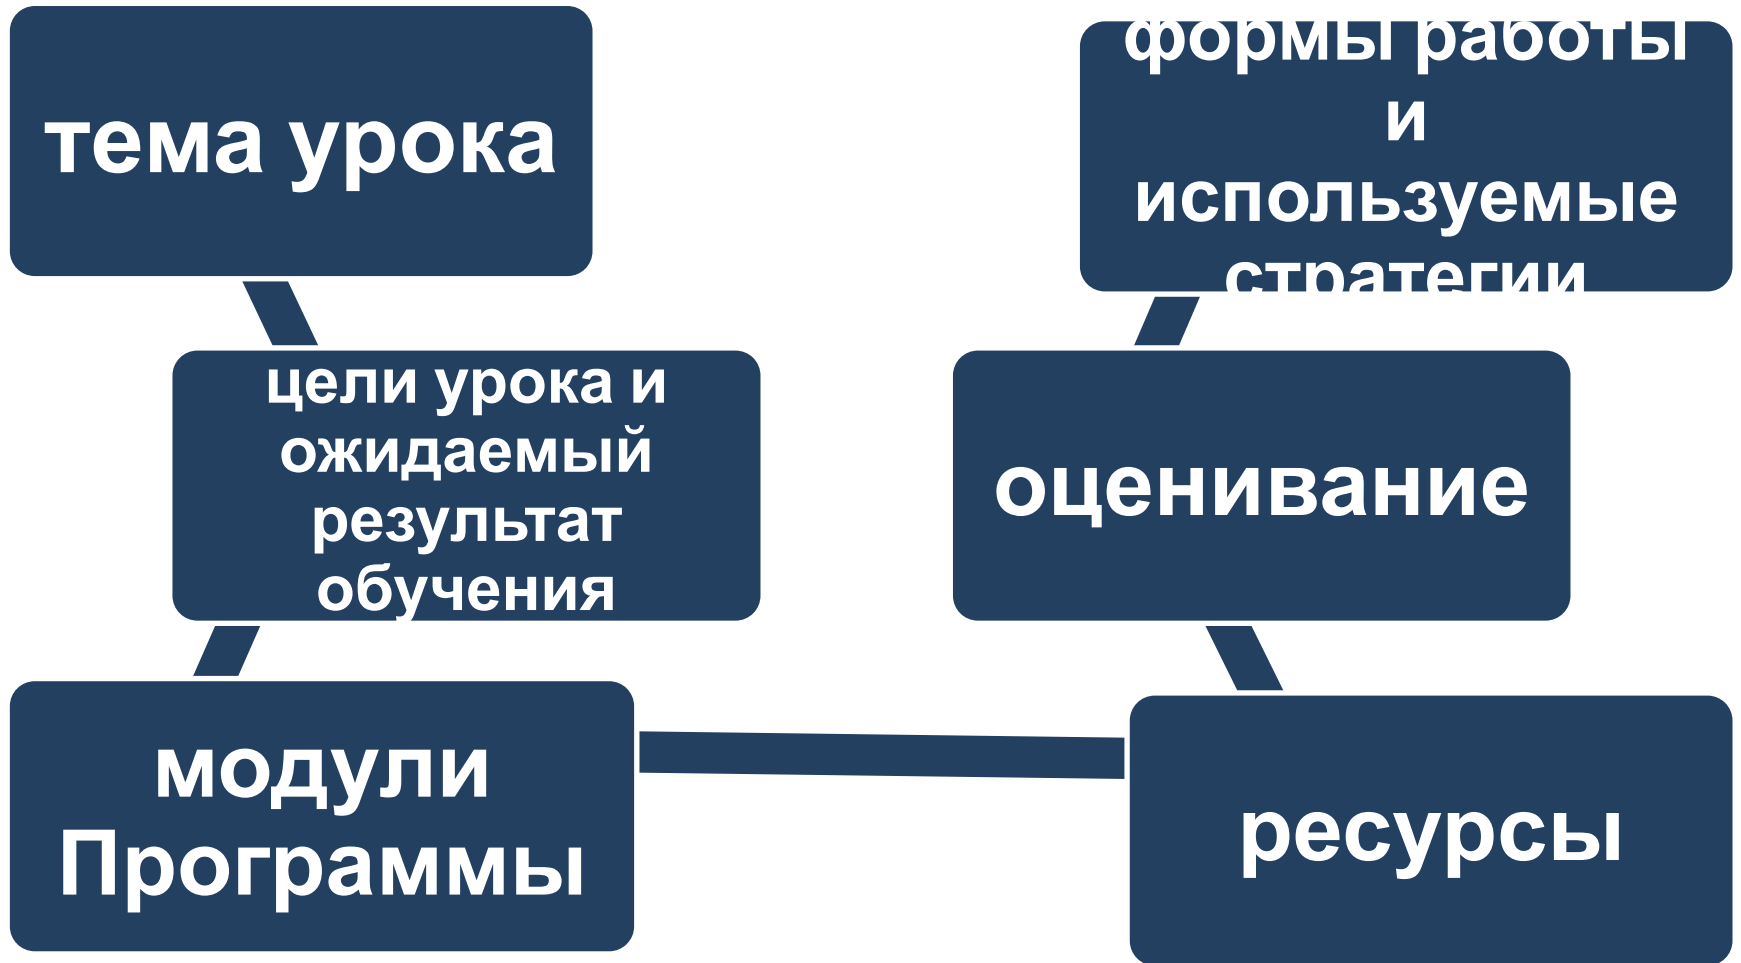 тема урока
цели урока и
ожидаемый
результат
обучения
модули
Программы
ресурсы
оценивание
формы работы
и
используемые
стратегии